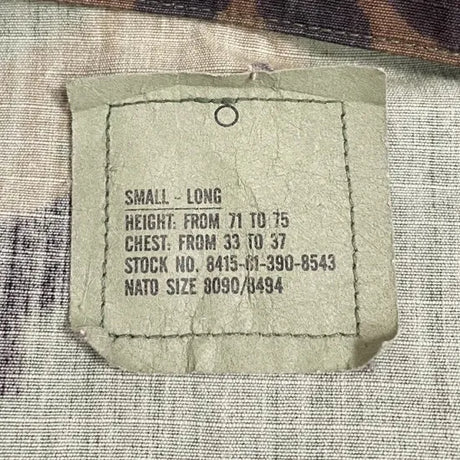 SMALL - LONG
HEIGHT: FROM 71 TO 75
CHEST: FROM 33 TO 37
STOCK NO. 8415-01-390-8543
NATO SIZE 8090/8494